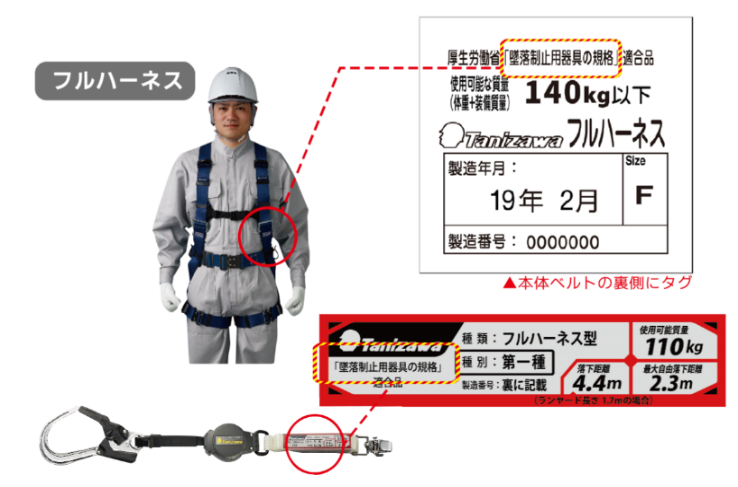 フルハーネス
厚生労働省「墜落制止用器具の規格」適合品
使用可能な質量
(体重+装備質量)
140kg以下
Tanizawa フルハーネス
製造年月：
19年 2月
Size
F
製造番号： 0000000
▲本体ベルトの裏側にタグ
Tanizawa
「墜落制止用器具の規格」
適合品
種類：フルハーネス型
種別：第一種
製造番号：裏に記載
使用可能質量
110kg
落下距離
4.4m
最大自由落下距離
2.3m
(ランヤード長さ 1.7mの場合)